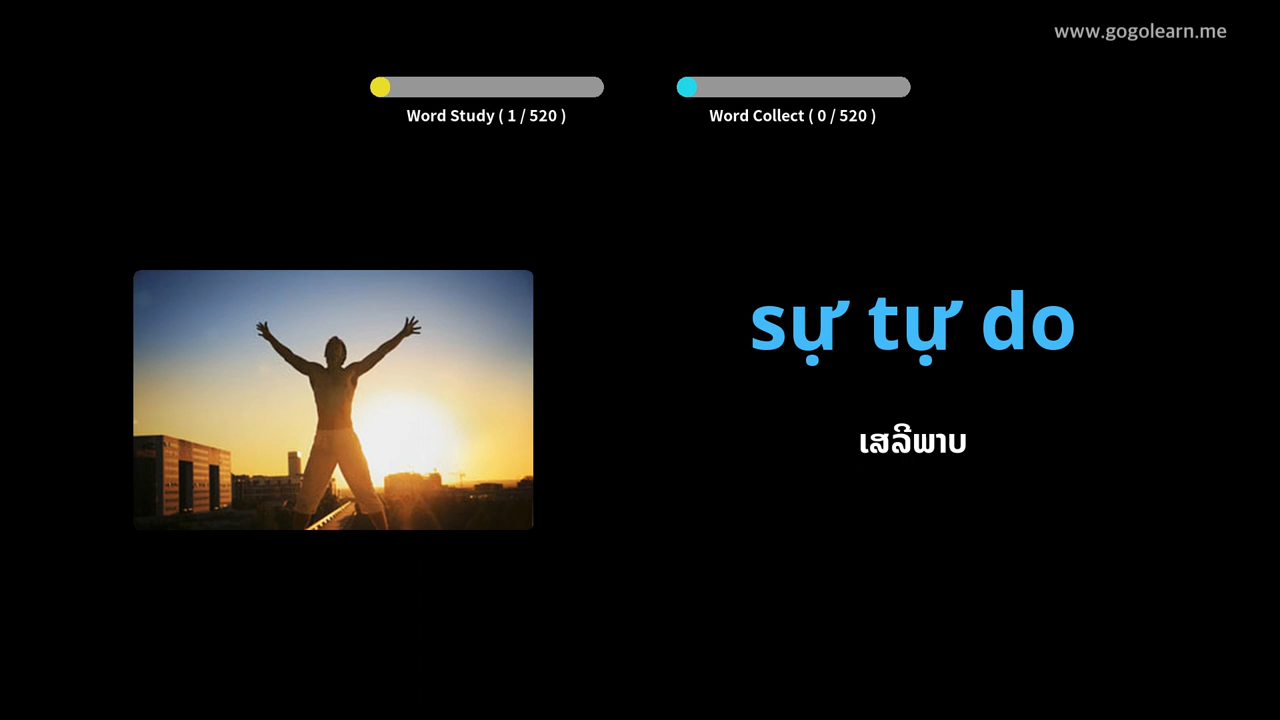 www.gogolearn.me
Word Study ( 1 / 520 )
Word Collect ( 0 / 520 )
sự tự do
ເສລີພາບ